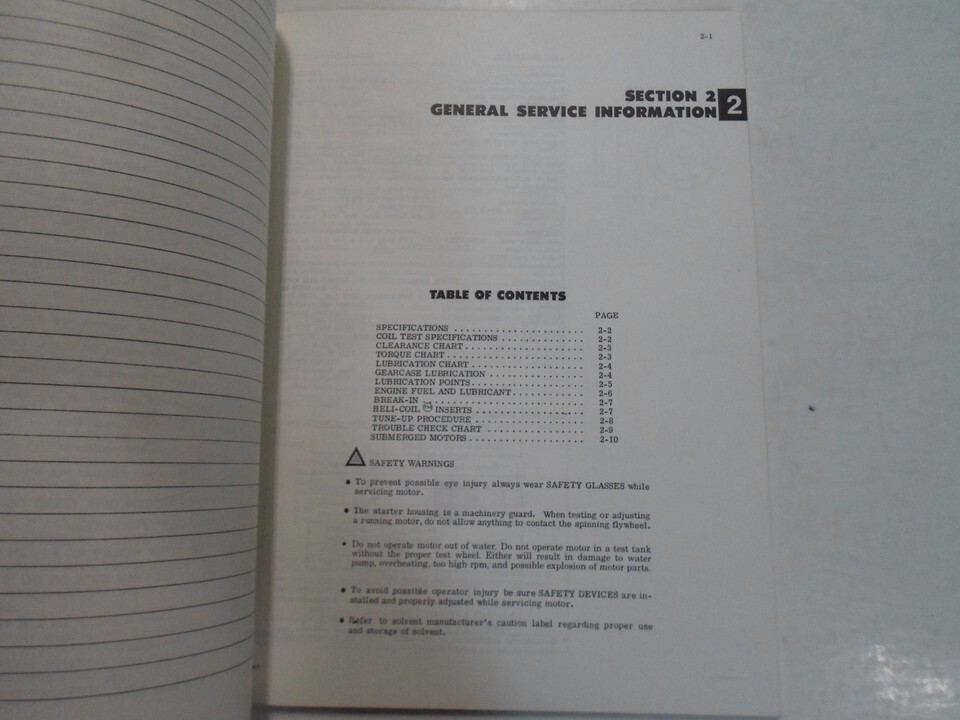 2-1
SECTION 2
GENERAL SERVICE INFORMATION 2
TABLE OF CONTENTS
PAGE
SPECIFICATIONS ...................... 2-2
COIL TEST SPECIFICATIONS .............. 2-2
CLEARANCE CHART.................... 2-3
TORQUE CHART....................... 2-3
LUBRICATION CHART ................... 2-4
GEARCASE LUBRICATION ................ 2-4
LUBRICATION POINTS................... 2-5
ENGINE FUEL AND LUBRICANT............ 2-6
BREAK-IN ........................... 2-7
HELI-COIL ® INSERTS .................. 2-7
TUNE-UP PROCEDURE .................. 2-8
TROUBLE CHECK CHART ................ 2-9
SUBMERGED MOTORS................... 2-10
SAFETY WARNINGS
• To prevent possible eye injury always wear SAFETY GLASSES while
servicing motor.
• The starter housing is a machinery guard. When testing or adjusting
a running motor, do not allow anything to contact the spinning flywheel.
• Do not operate motor out of water. Do not operate motor in a test tank
without the proper test wheel. Either will result in damage to water
pump, overheating, too high rpm, and possible explosion of motor parts.
• To avoid possible operator injury be sure SAFETY DEVICES are in-
stalled and properly adjusted while servicing motor.
• Refer to solvent manufacturer's caution label regarding proper use
and storage of solvent.